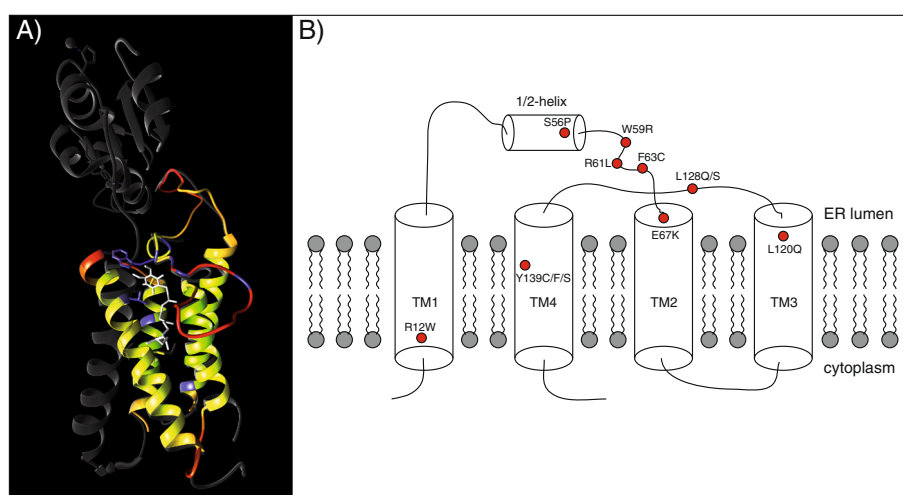 A)
B)
1/2-helix
S56P
W59R
R61L
F63C
L128Q/S
ER lumen
E67K
L120Q
Y139C/F/S
TM1
TM4
TM2
TM3
R12W
cytoplasm